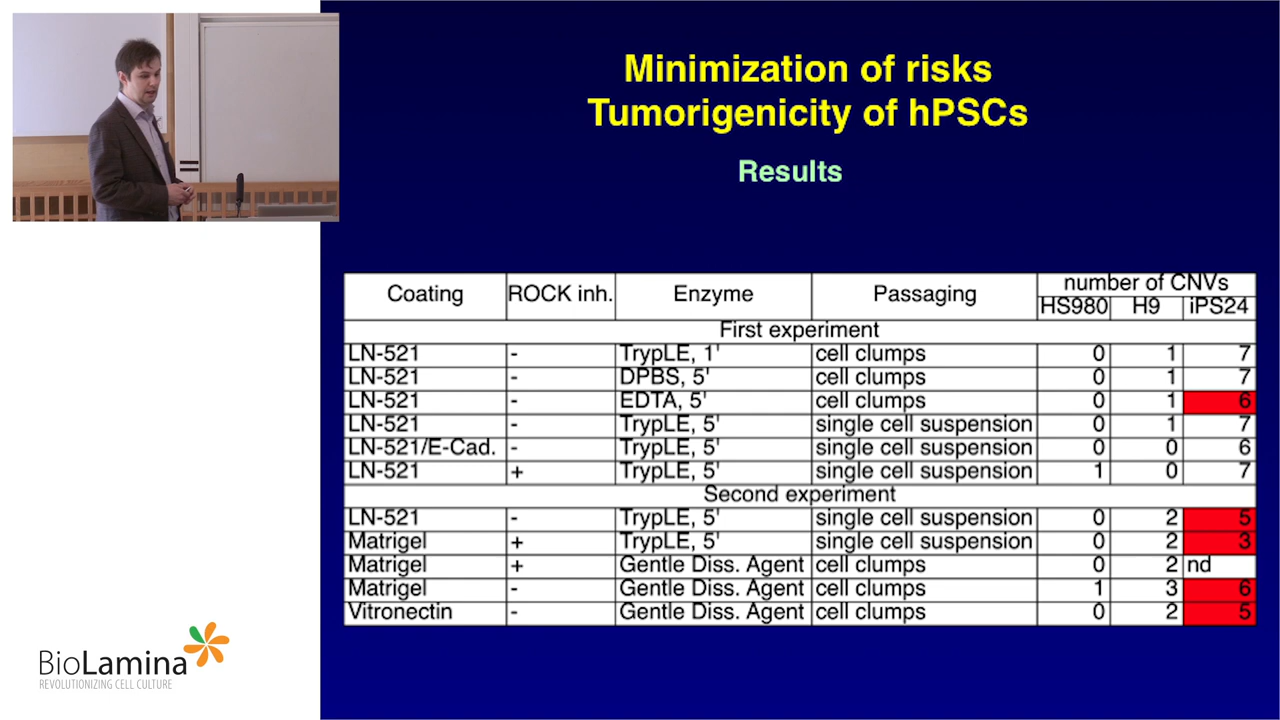 Minimization of risks
Tumorigenicity of hPSCs
Results
Coating ROCK inh. Enzyme Passaging number of CNVs
HS980 H9 iPS24
First experiment
LN-521 - TrypLE, 1' cell clumps 0 1 7
LN-521 - DPBS, 5' cell clumps 0 1 7
LN-521 - EDTA, 5' cell clumps 0 1 6
LN-521 - TrypLE, 5' single cell suspension 0 1 7
LN-521/E-Cad. - TrypLE, 5' single cell suspension 0 0 6
LN-521 + TrypLE, 5' single cell suspension 1 0 7
Second experiment
LN-521 - TrypLE, 5' single cell suspension 0 2 5
Matrigel + TrypLE, 5' single cell suspension 0 2 3
Matrigel + Gentle Diss. Agent cell clumps 0 2 nd
Matrigel - Gentle Diss. Agent cell clumps 1 3 6
Vitronectin - Gentle Diss. Agent cell clumps 0 2 5
BioLamina
REVOLUTIONIZING CELL CULTURE